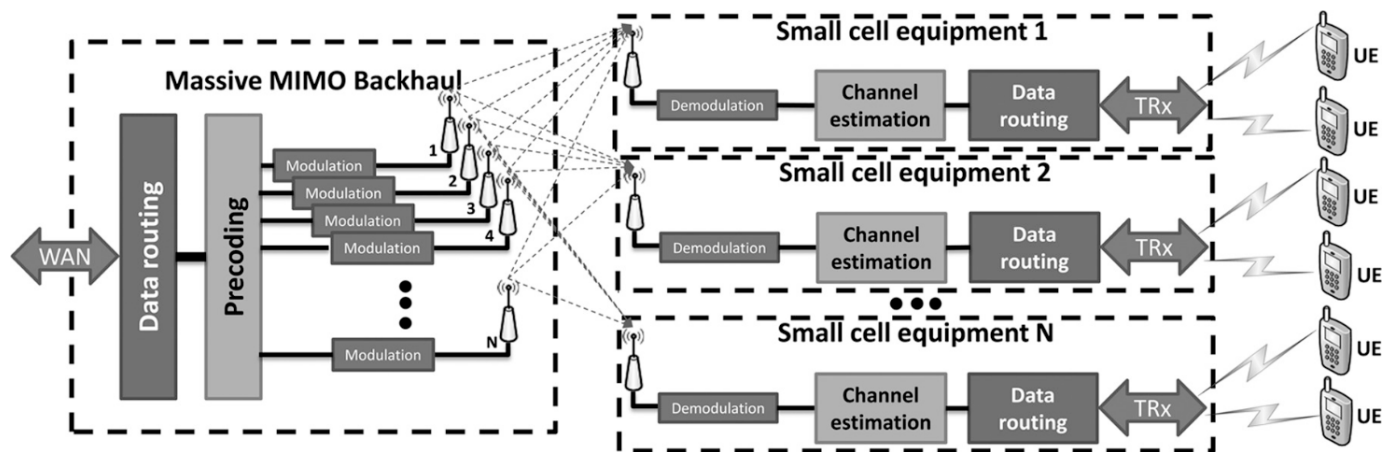 Massive MIMO Backhaul
WAN
Data routing
Precoding
Modulation
Modulation
Modulation
Modulation
Modulation
1
2
3
4
N
Small cell equipment 1
Demodulation
Channel
estimation
Data
routing
TRx
UE
UE
Small cell equipment 2
Demodulation
Channel
estimation
Data
routing
TRx
UE
UE
Small cell equipment N
Demodulation
Channel
estimation
Data
routing
TRx
UE
UE